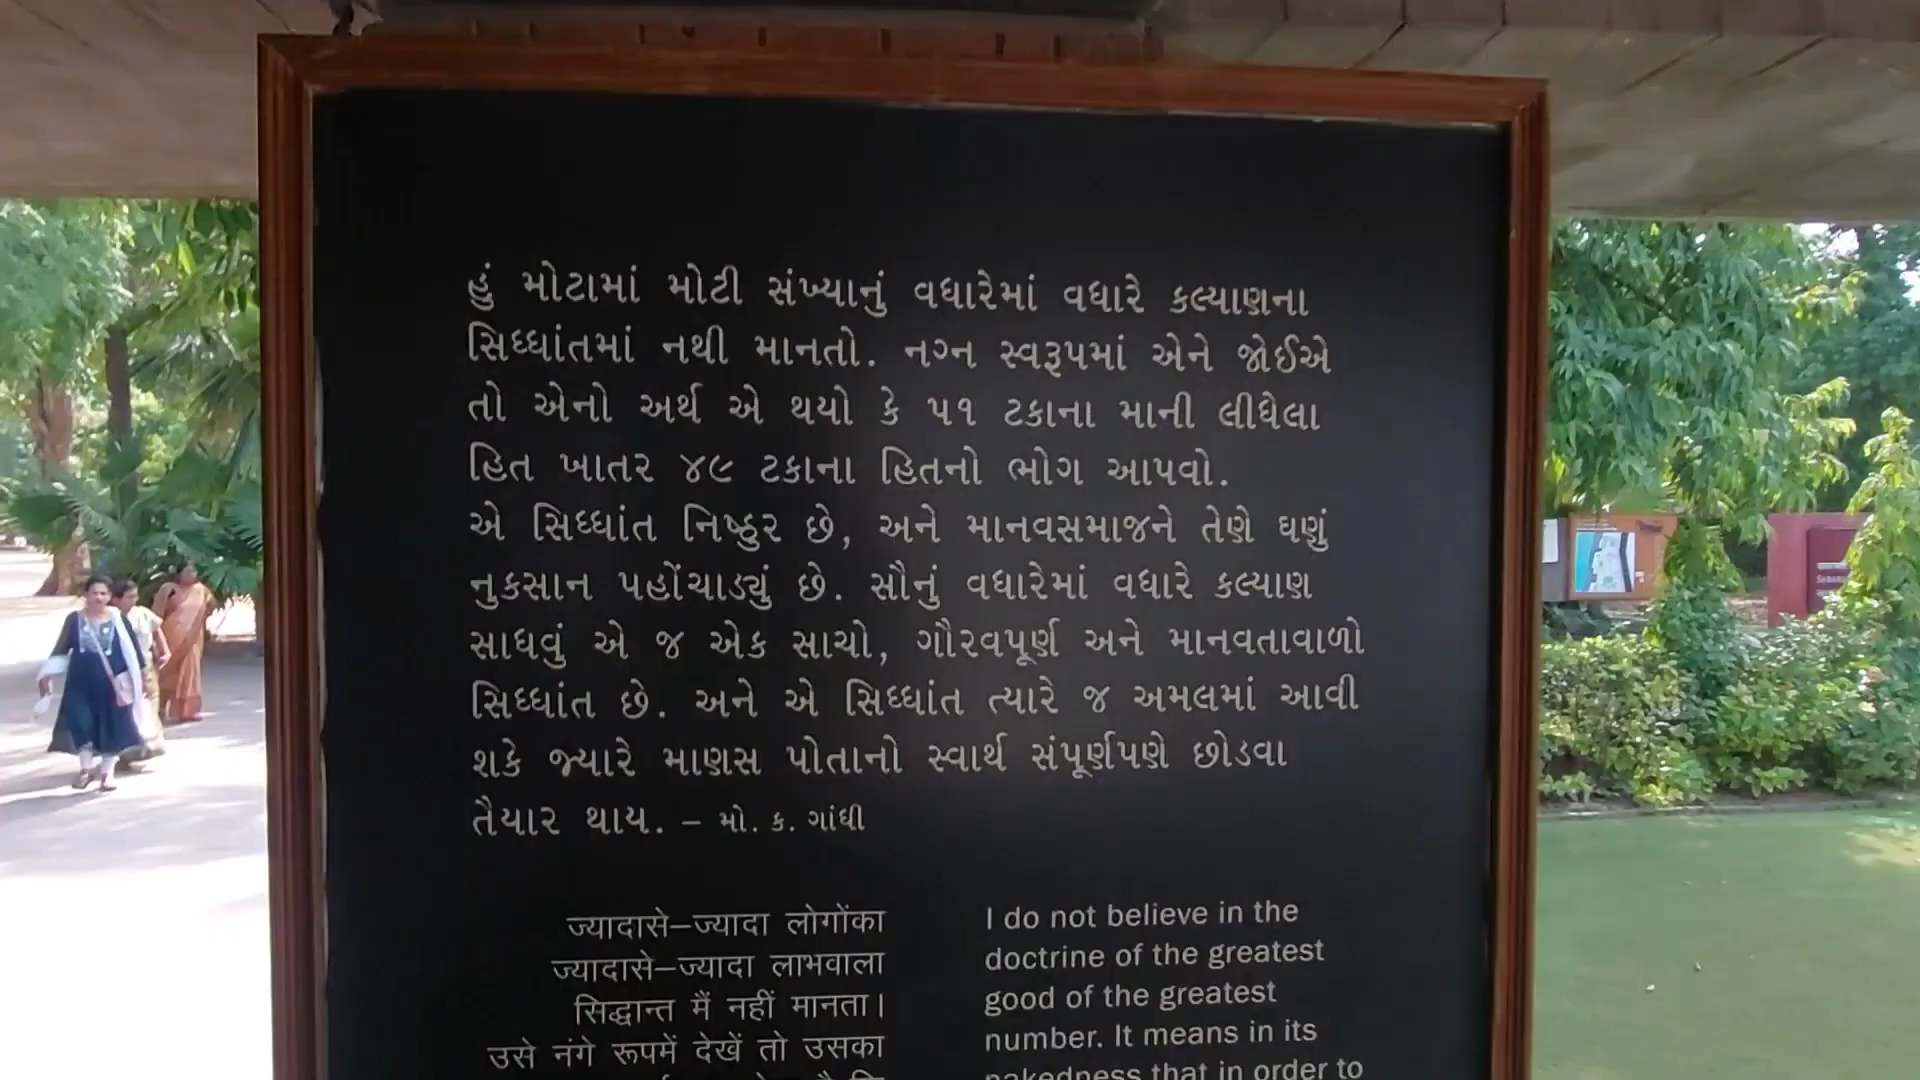 હું મોટામાં મોટી સંખ્યાનું વધારેમાં વધારે કલ્યાણના
સિધ્ધાંતમાં નથી માનતો. નગ્ન સ્વરૂપમાં એને જોઈએ
તો એનો અર્થ એ થયો કે ૫૧ ટકાના માની લીધેલા
હિત ખાતર ૪૯ ટકાના હિતનો ભોગ આપવો.
એ સિધ્ધાંત નિષ્ઠુર છે, અને માનવસમાજને તેણે ઘણું
નુકસાન પહોંચાડ્યું છે. સૌનું વધારેમાં વધારે કલ્યાણ
સાધવું એ જ એક સાચો, ગૌરવપૂર્ણ અને માનવતાવાળો
સિધ્ધાંત છે. અને એ સિધ્ધાંત ત્યારે જ અમલમાં આવી
શકે જ્યારે માણસ પોતાનો સ્વાર્થ સંપૂર્ણપણે છોડવા
તૈયાર થાય. – મો. ક. ગાંધી
ज्यादासे–ज्यादा लोगोंका
ज्यादासे–ज्यादा लाभवाला
सिद्धान्त मैं नहीं मानता।
उसे नंगे रूपमें देखें तो उसका
I do not believe in the
doctrine of the greatest
good of the greatest
number. It means in its
nakedness that in order to